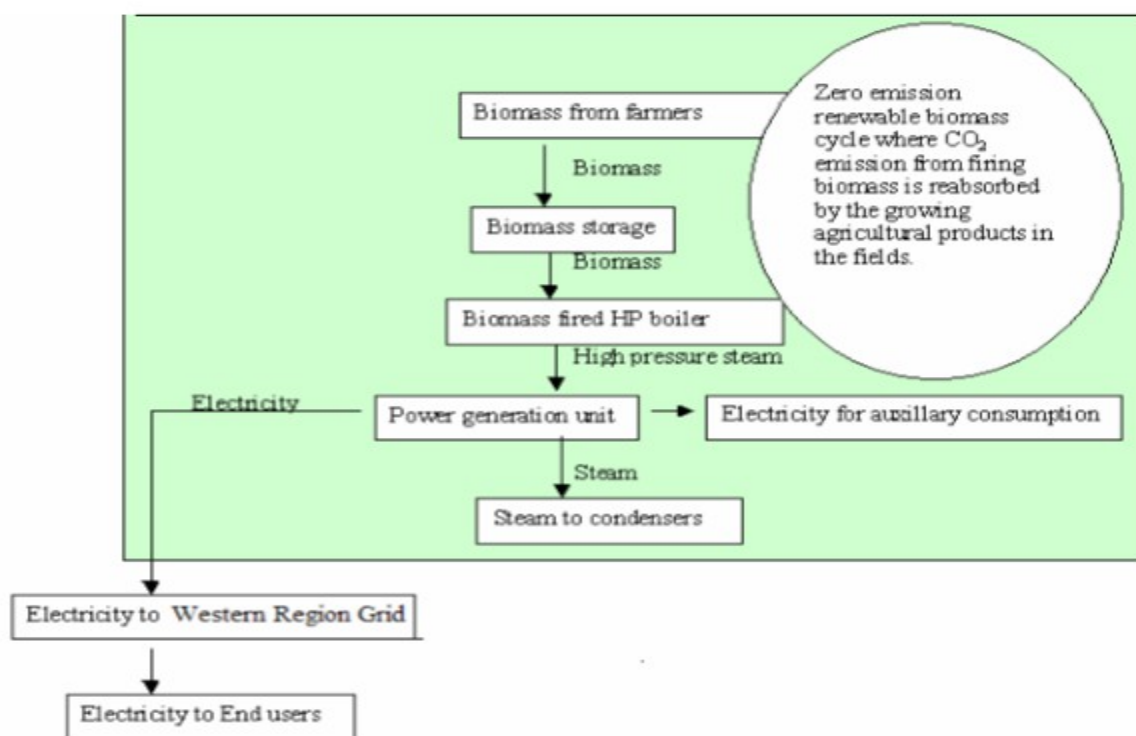 Biomass from farmers
Zero emission
renewable biomass
cycle where CO₂
emission from firing
biomass is reabsorbed
by the growing
agricultural products in
the fields.
Biomass
Biomass storage
Biomass
Biomass fired HP boiler
High pressure steam
Electricity
Power generation unit
Electricity for auxillary consumption
Steam
Steam to condensers
Electricity to Western Region Grid
Electricity to End users